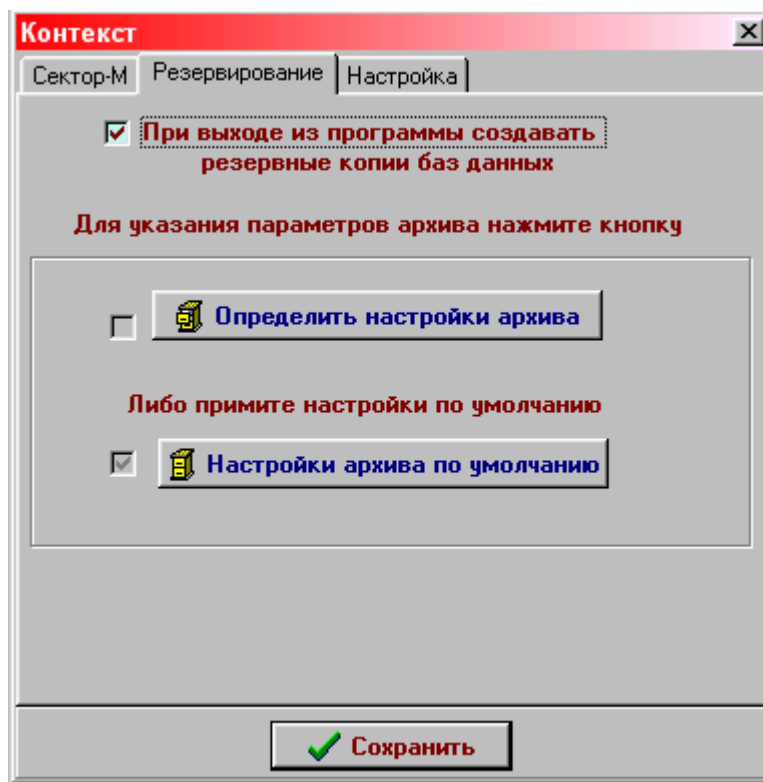 Контекст
Сектор-М Резервирование Настройка
При выходе из программы создавать
резервные копии баз данных
Для указания параметров архива нажмите кнопку
Определить настройки архива
Либо примите настройки по умолчанию
Настройки архива по умолчанию
Сохранить